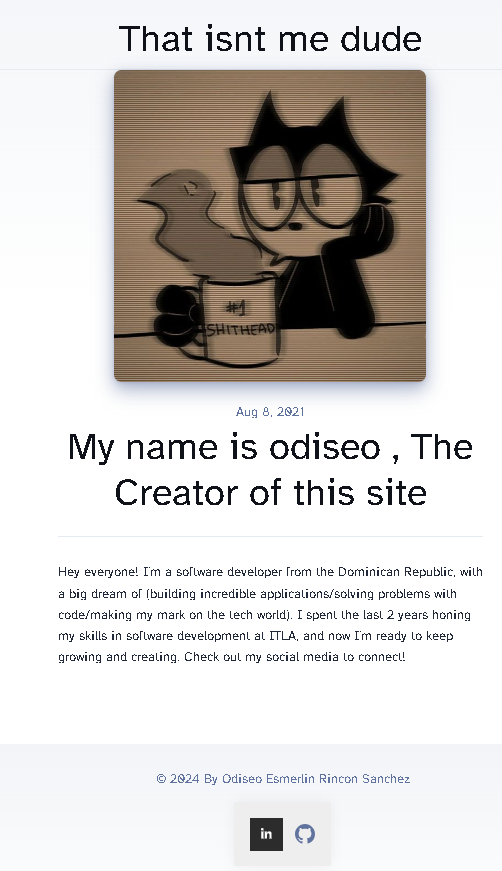 That isnt me dude
#1
SHITHEAD
Aug 8, 2021
My name is odiseo , The
Creator of this site
Hey everyone! I'm a software developer from the Dominican Republic, with
a big dream of (building incredible applications/solving problems with
code/making my mark on the tech world). I spent the last 2 years honing
my skills in software development at ITLA, and now I'm ready to keep
growing and creating. Check out my social media to connect!
© 2024 By Odiseo Esmerlin Rincon Sanchez
in